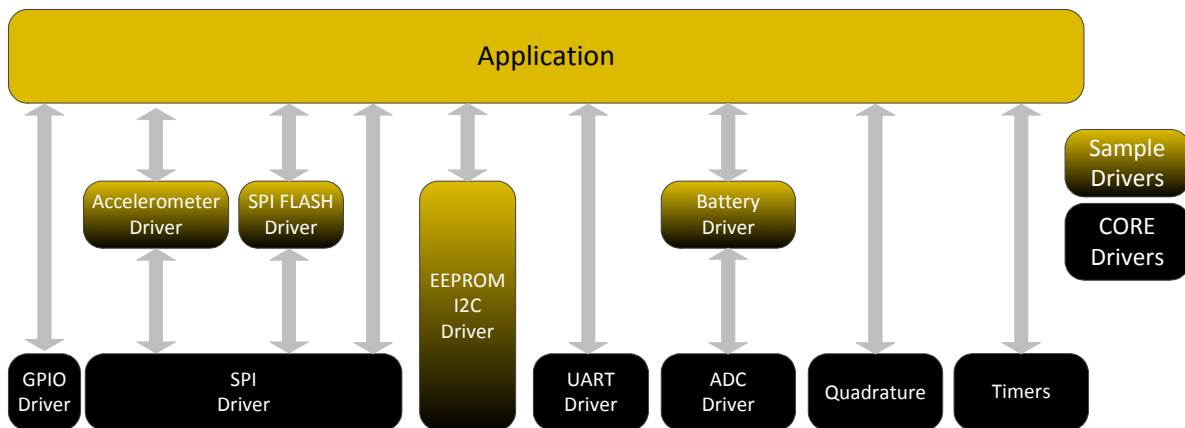 Application
Sample
Drivers
CORE
Drivers
Accelerometer
Driver
SPI FLASH
Driver
EEPROM
I2C
Driver
Battery
Driver
GPIO
Driver
SPI
Driver
UART
Driver
ADC
Driver
Quadrature
Timers